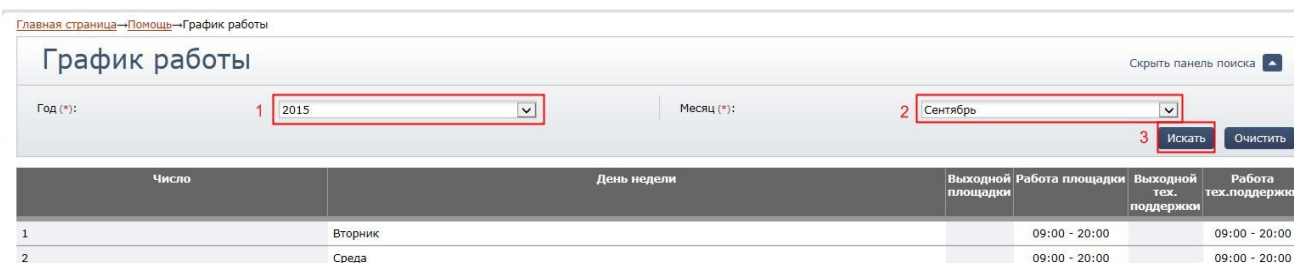 Главная страница→Помощь→График работы
График работы
Скрыть панель поиска
Год (*): 1 2015 Месяц (*): 2 Сентябрь
3 Искать Очистить
Число День недели Выходной площадки Работа площадки Выходной тех. поддержки Работа тех.поддержки
1 Вторник 09:00 - 20:00 09:00 - 20:00
2 Среда 09:00 - 20:00 09:00 - 20:00